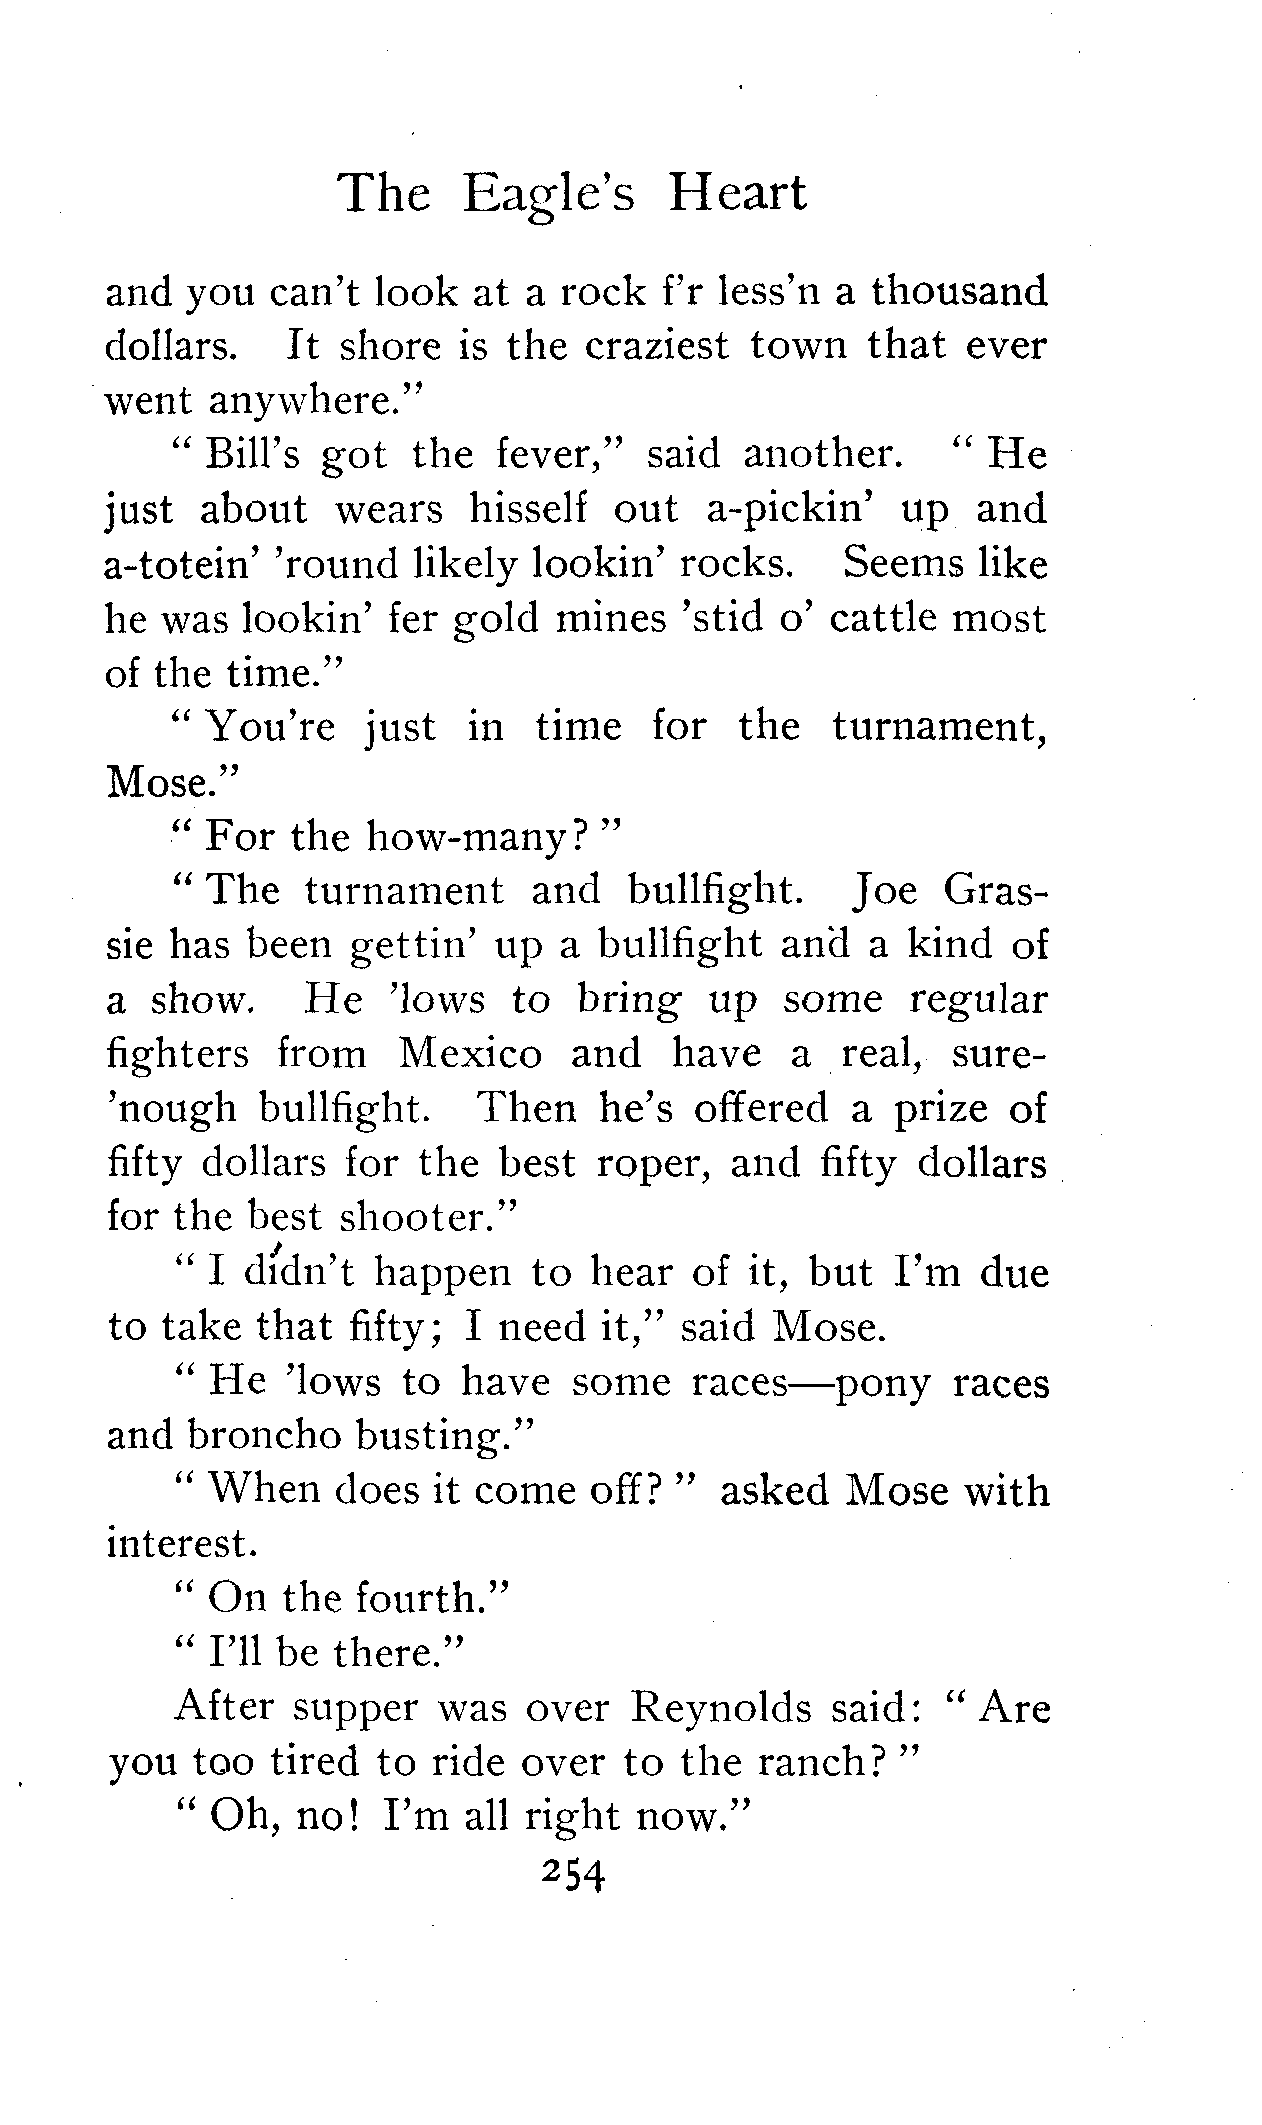 The Eagle's Heart
and you can't look at a rock f'r less'n a thousand
dollars. It shore is the craziest town that ever
went anywhere."
" Bill's got the fever," said another. " He
just about wears hisself out a-pickin' up and
a-totein' 'round likely lookin' rocks. Seems like
he was lookin' fer gold mines 'stid o' cattle most
of the time."
" You're just in time for the turnament,
Mose."
" For the how-many? "
" The turnament and bullfight. Joe Gras-
sie has been gettin' up a bullfight and a kind of
a show. He 'lows to bring up some regular
fighters from Mexico and have a real, sure-
'nough bullfight. Then he's offered a prize of
fifty dollars for the best roper, and fifty dollars
for the best shooter."
" I didn't happen to hear of it, but I'm due
to take that fifty; I need it," said Mose.
" He 'lows to have some races—pony races
and broncho busting."
" When does it come off? " asked Mose with
interest.
" On the fourth."
" I'll be there."
After supper was over Reynolds said: " Are
you too tired to ride over to the ranch? "
" Oh, no! I'm all right now."
254